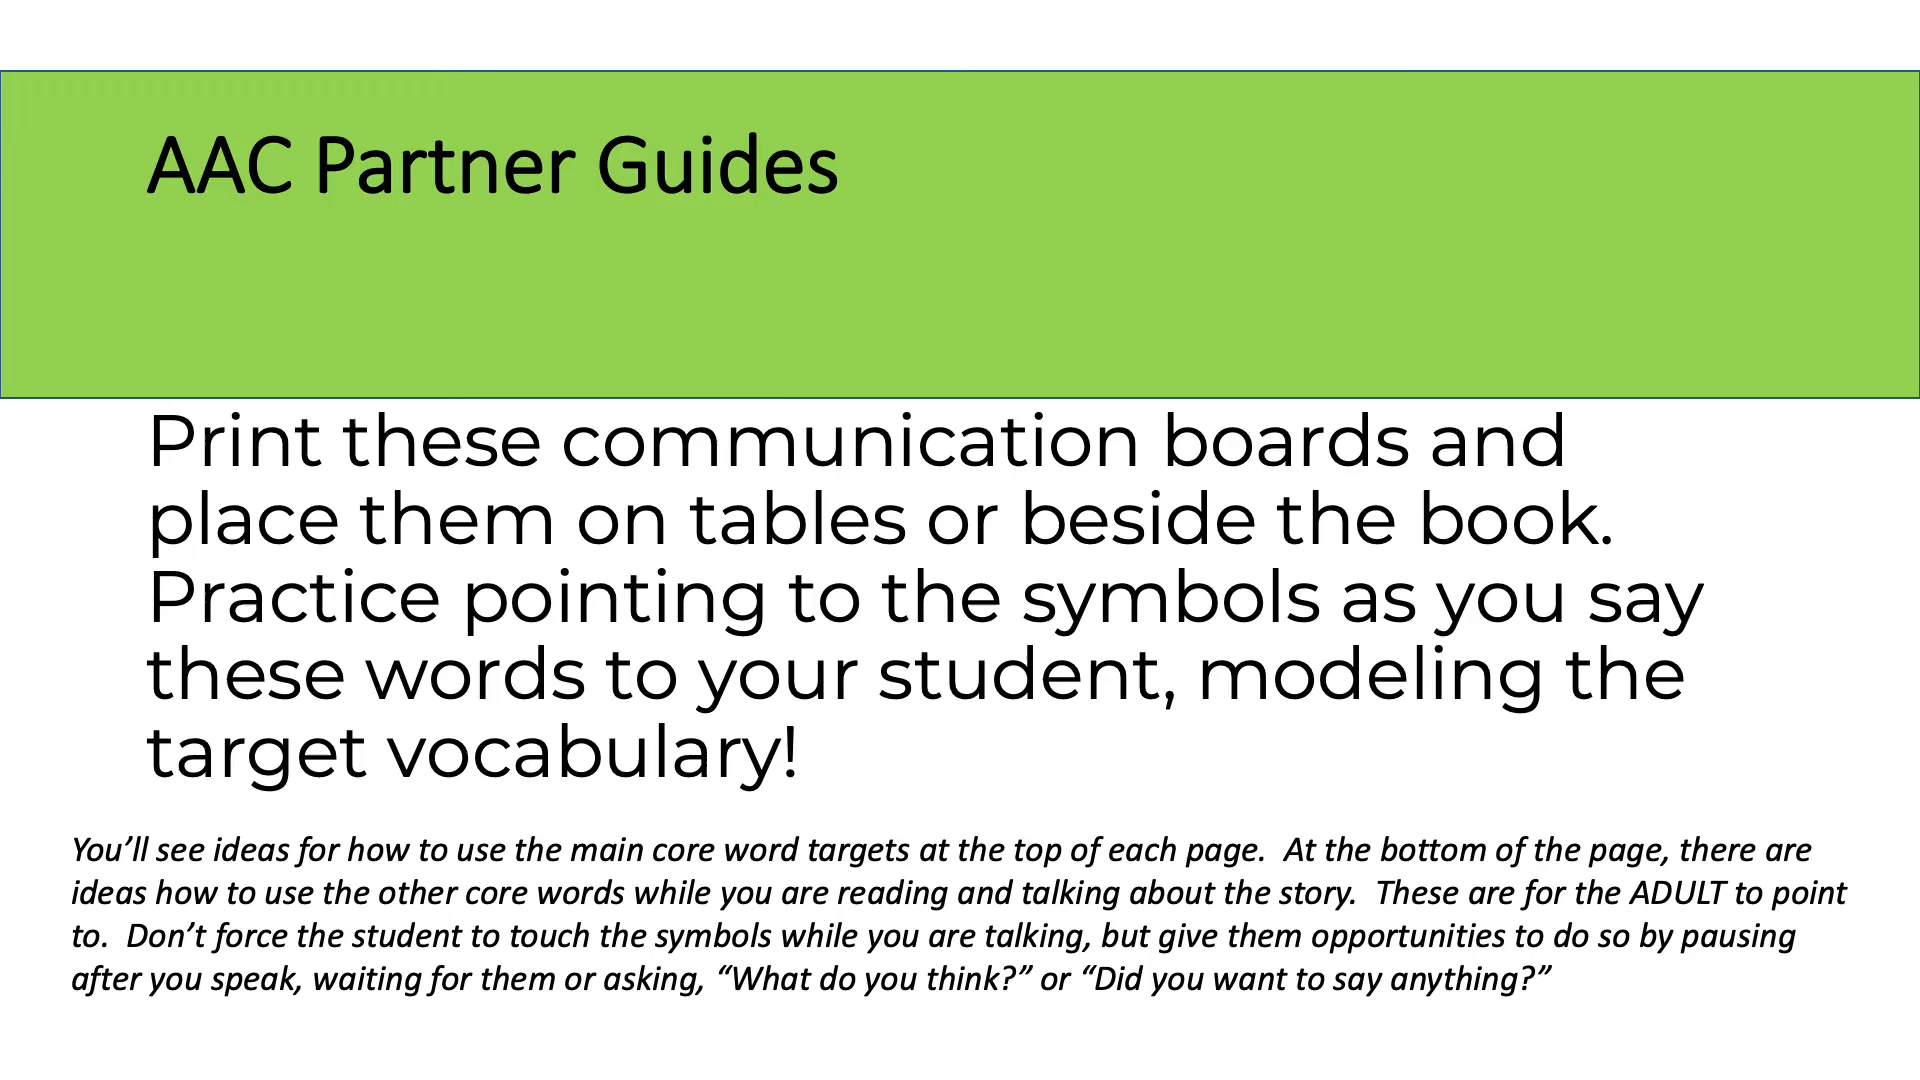 AAC Partner Guides
Print these communication boards and
place them on tables or beside the book.
Practice pointing to the symbols as you say
these words to your student, modeling the
target vocabulary!
You’ll see ideas for how to use the main core word targets at the top of each page.  At the bottom of the page, there are
ideas how to use the other core words while you are reading and talking about the story.  These are for the ADULT to point
to.  Don’t force the student to touch the symbols while you are talking, but give them opportunities to do so by pausing
after you speak, waiting for them or asking, “What do you think?” or “Did you want to say anything?”